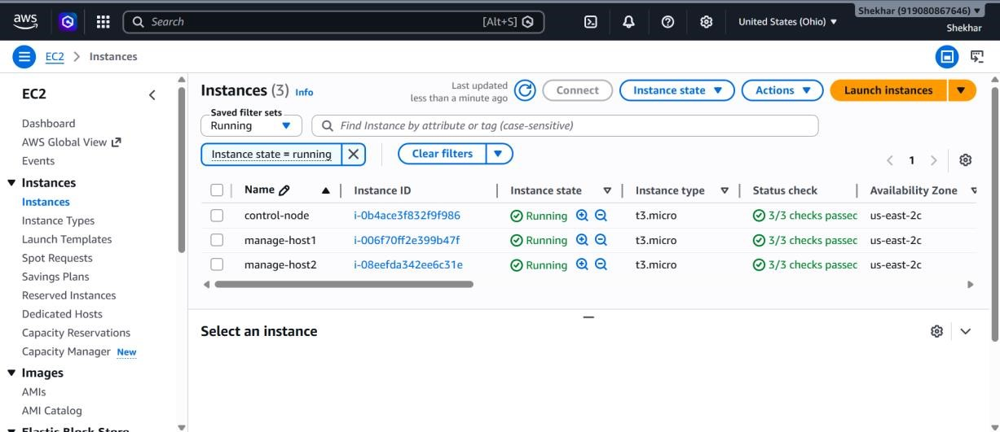 aws
Search [Alt+S]
United States (Ohio)
Shekhar (919080867646)
Shekhar
EC2 Instances
EC2
Dashboard
AWS Global View
Events
Instances
Instances
Instance Types
Launch Templates
Spot Requests
Savings Plans
Reserved Instances
Dedicated Hosts
Capacity Reservations
Capacity Manager New
Images
AMIs
AMI Catalog
Elastic Block Store
Instances (3) Info
Last updated
less than a minute ago
Connect
Instance state
Actions
Launch instances
Saved filter sets
Running
Find Instance by attribute or tag (case-sensitive)
Instance state = running
Clear filters
1
Name Instance ID Instance state Instance type Status check Availability Zone
control-node i-0b4ace3f832f9f986 Running t3.micro 3/3 checks passec us-east-2c
manage-host1 i-006f70ff2e399b47f Running t3.micro 3/3 checks passec us-east-2c
manage-host2 i-08eefda342ee6c31e Running t3.micro 3/3 checks passec us-east-2c
Select an instance